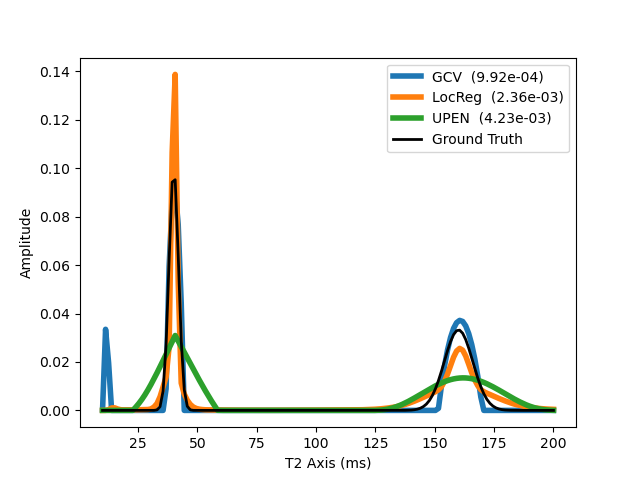 GCV (9.92e-04)
LocReg (2.36e-03)
UPEN (4.23e-03)
Ground Truth
Amplitude
0.14
0.12
0.10
0.08
0.06
0.04
0.02
0.00
25 50 75 100 125 150 175 200
T2 Axis (ms)